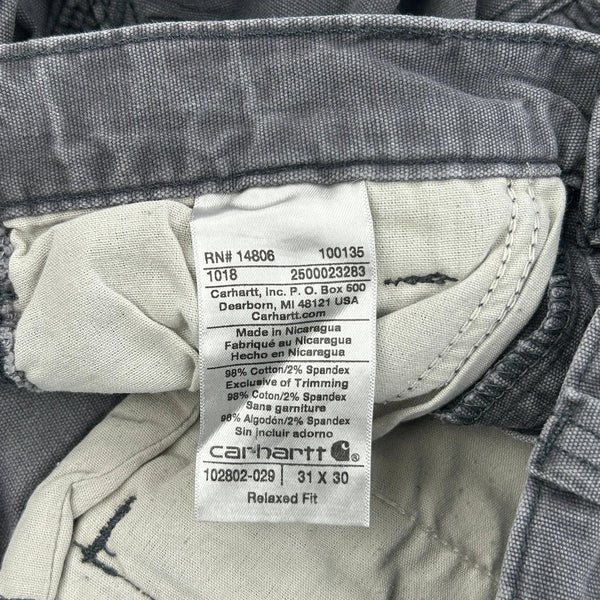 RN# 14806 100135
1018 2500023283
Carhartt, Inc. P. O. Box 600
Dearborn, MI 48121 USA
Carhartt.com
Made in Nicaragua
Fabriqué au Nicaragua
Hecho en Nicaragua
98% Cotton/2% Spandex
Exclusive of Trimming
98% Coton/2% Spandex
Sans garniture
98% Algodón/2% Spandex
Sin incluir adorno
carhartt ®
102802-029 31 X 30
Relaxed Fit